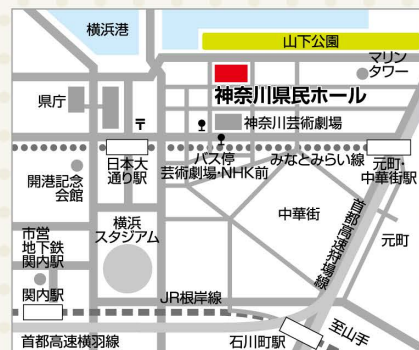 横浜港
山下公園
マリン
タワー
神奈川県民ホール
県庁
〒
神奈川芸術劇場
日本大
通り駅
バス停
芸術劇場・NHK前
みなとみらい線
元町・
中華街駅
開港記念
会館
横浜
スタジアム
中華街
首都高速狩場線
元町
市営
地下鉄
関内駅
関内駅
JR根岸線
首都高速横羽線
石川町駅
至山手